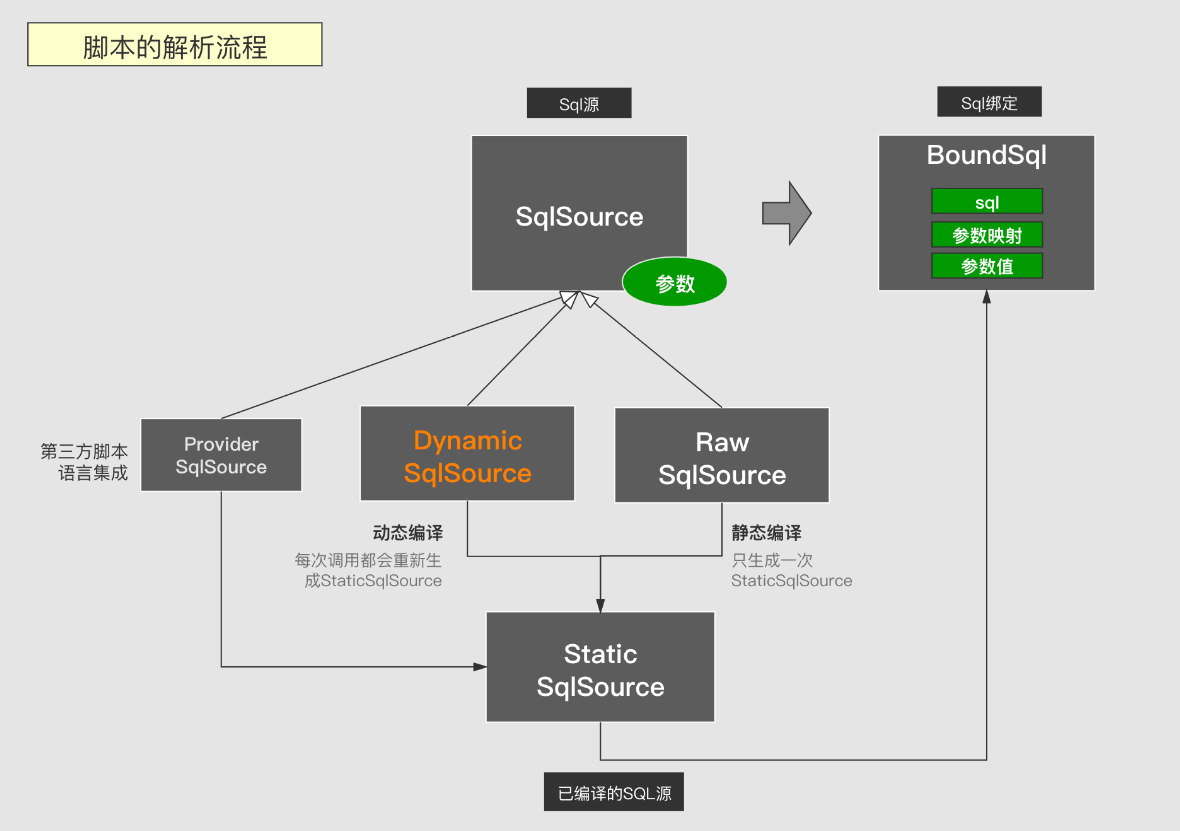 脚本的解析流程
Sql源
Sql绑定
SqlSource
参数
BoundSql
sql
参数映射
参数值
第三方脚本
语言集成
Provider
SqlSource
Dynamic
SqlSource
Raw
SqlSource
动态编译
每次调用都会重新生
成StaticSqlSource
静态编译
只生成一次
StaticSqlSource
Static
SqlSource
已编译的SQL源